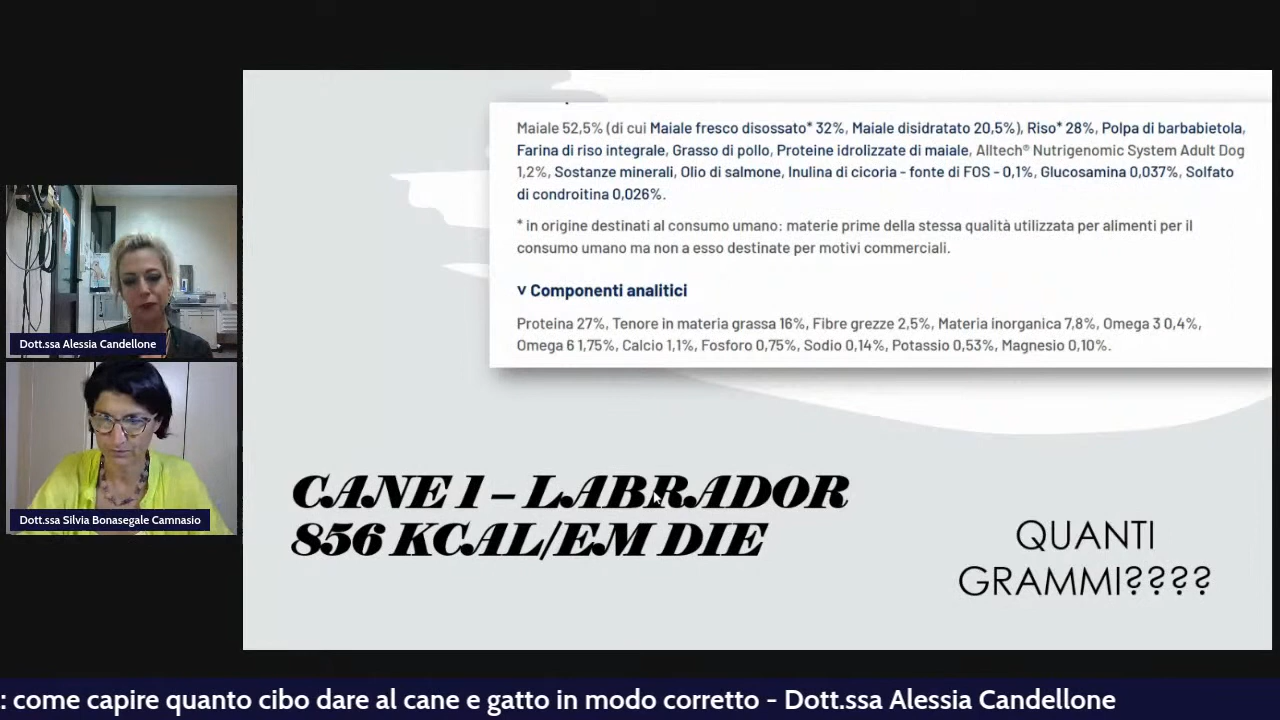 Maiale 52,5% (di cui Maiale fresco disossato* 32%, Maiale disidratato 20,5%), Riso* 28%, Polpa di barbabietola,
Farina di riso integrale, Grasso di pollo, Proteine idrolizzate di maiale, Alltech® Nutrigenomic System Adult Dog
1,2%, Sostanze minerali, Olio di salmone, Inulina di cicoria - fonte di FOS - 0,1%, Glucosamina 0,037%, Solfato
di condroitina 0,026%.
* in origine destinati al consumo umano: materie prime della stessa qualità utilizzata per alimenti per il
consumo umano ma non a esso destinate per motivi commerciali.
v Componenti analitici
Proteina 27%, Tenore in materia grassa 16%, Fibre grezze 2,5%, Materia inorganica 7,8%, Omega 3 0,4%,
Omega 6 1,75%, Calcio 1,1%, Fosforo 0,75%, Sodio 0,14%, Potassio 0,53%, Magnesio 0,10%.
Dott.ssa Alessia Candellone
Dott.ssa Silvia Bonasegale Camnasio
CANE 1 – LABRADOR
856 KCAL/EM DIE
QUANTI
GRAMMI????
: come capire quanto cibo dare al cane e gatto in modo corretto - Dott.ssa Alessia Candellone